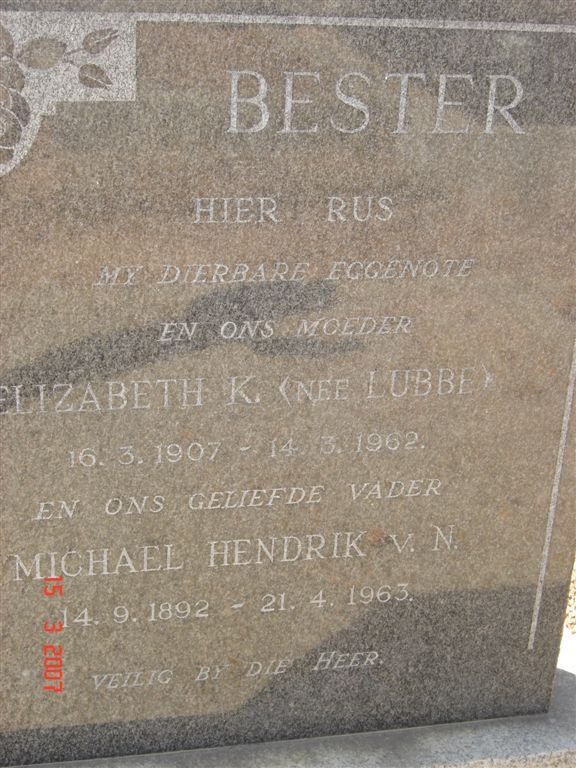 BESTER
HIER RUS
MY DIERBARE EGGENOTE
EN ONS MOEDER
ELIZABETH K. (NÉE LUBBE)
16. 3. 1907 - 14. 3. 1962.
EN ONS GELIEFDE VADER
MICHAEL HENDRIK v. N.
14. 9. 1892 - 21. 4. 1963.
VEILIG BY DIE HEER.
15 3 2007